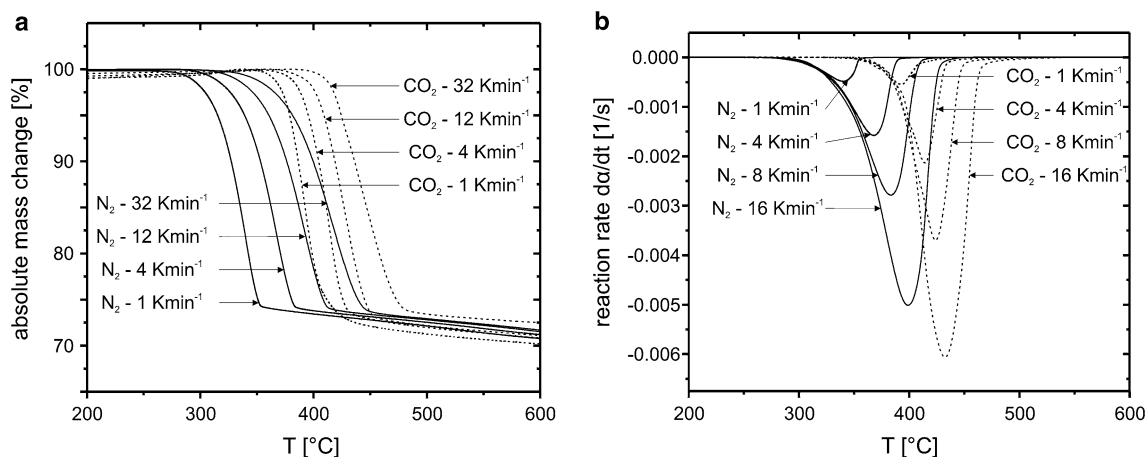 a
absolute mass change [%]
100
90
80
70
200
300
400
500
600
T [°C]
CO₂ - 32 Kmin⁻¹
CO₂ - 12 Kmin⁻¹
CO₂ - 4 Kmin⁻¹
CO₂ - 1 Kmin⁻¹
N₂ - 32 Kmin⁻¹
N₂ - 12 Kmin⁻¹
N₂ - 4 Kmin⁻¹
N₂ - 1 Kmin⁻¹
b
reaction rate dα/dt [1/s]
0.000
-0.001
-0.002
-0.003
-0.004
-0.005
-0.006
200
300
400
500
600
T [°C]
N₂ - 1 Kmin⁻¹
N₂ - 4 Kmin⁻¹
N₂ - 8 Kmin⁻¹
N₂ - 16 Kmin⁻¹
CO₂ - 1 Kmin⁻¹
CO₂ - 4 Kmin⁻¹
CO₂ - 8 Kmin⁻¹
CO₂ - 16 Kmin⁻¹